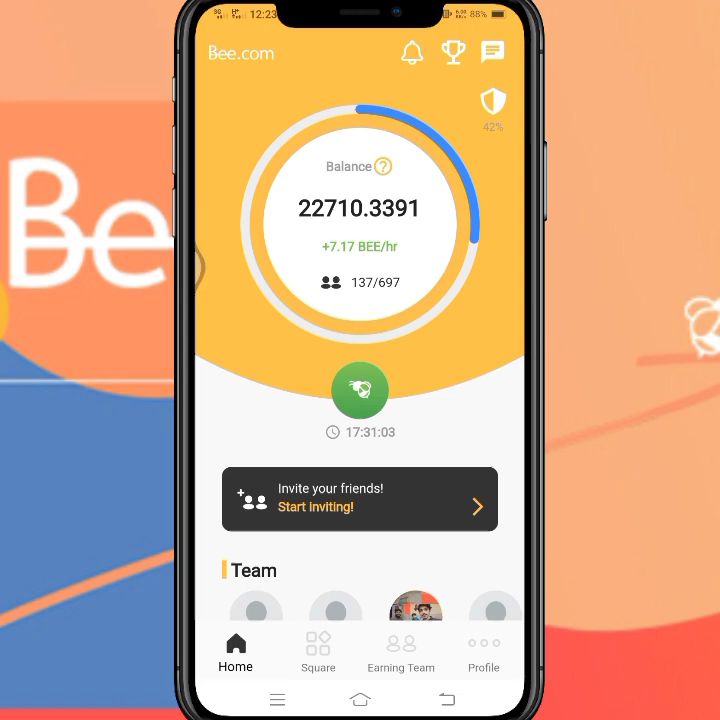 3G H+ 12:23
88%
Bee.com
42%
Balance ?
22710.3391
+7.17 BEE/hr
137/697
17:31:03
Invite your friends!
Start inviting!
Team
Home
Square
Earning Team
Profile
Bee